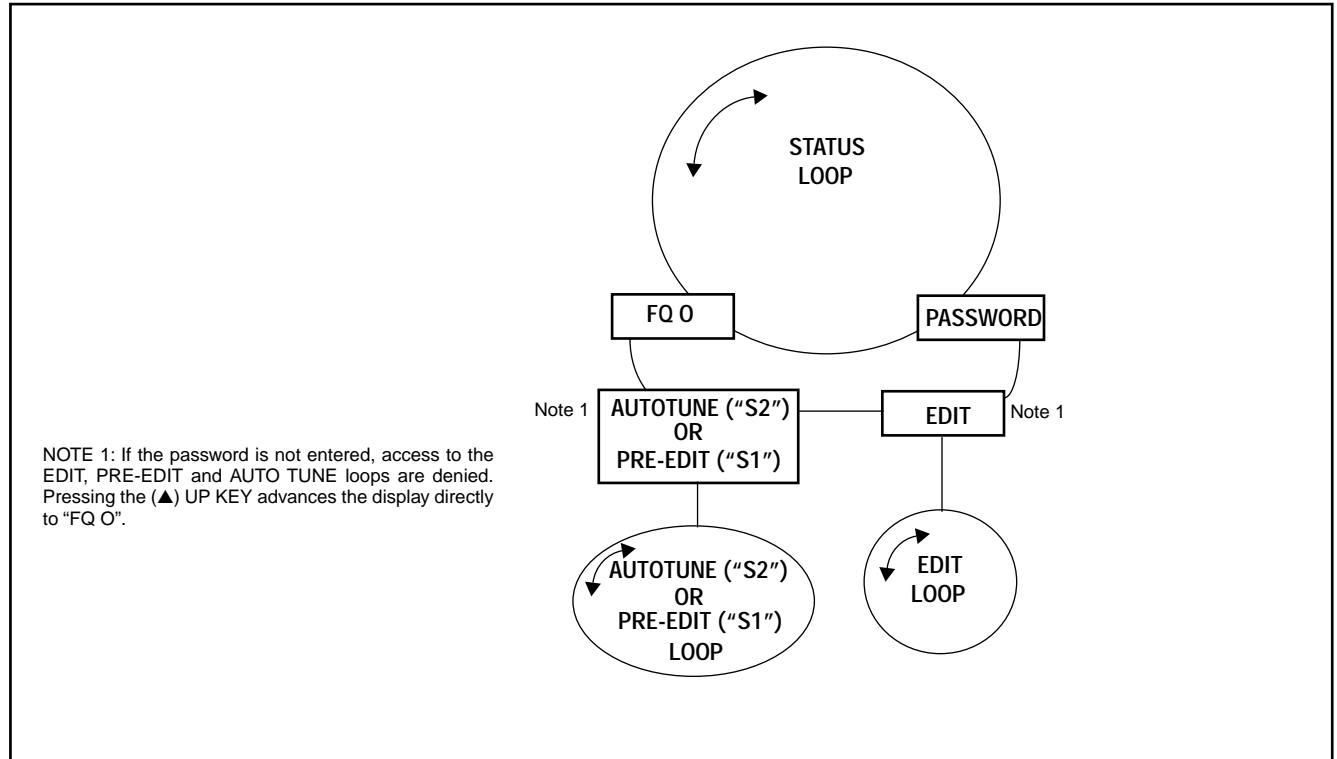 STATUS
LOOP
FQ O
PASSWORD
Note 1
AUTOTUNE (“S2”)
OR
PRE-EDIT (“S1”)
EDIT
Note 1
NOTE 1: If the password is not entered, access to the
EDIT, PRE-EDIT and AUTO TUNE loops are denied.
Pressing the (▲) UP KEY advances the display directly
to “FQ O”.
AUTOTUNE (“S2”)
OR
PRE-EDIT (“S1”)
LOOP
EDIT
LOOP